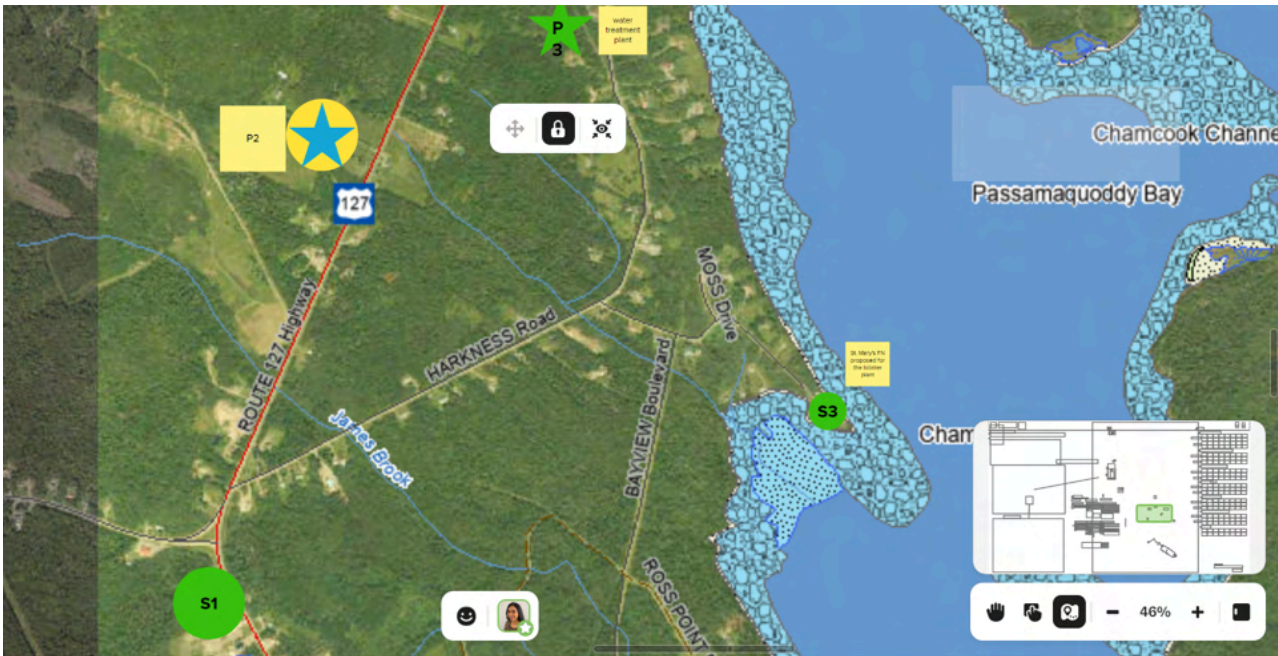 P
3
water
treatment
plant
P2
127
Chamcook Channe
Passamaquoddy Bay
MOSS Drive
ROUTE 127 Highway
HARKNESS Road
St. Mary's FN
proposed for
the lobster
plant
BAYVIEW Boulevard
James Brook
S3
Cham
S1
ROSS POINT
46%